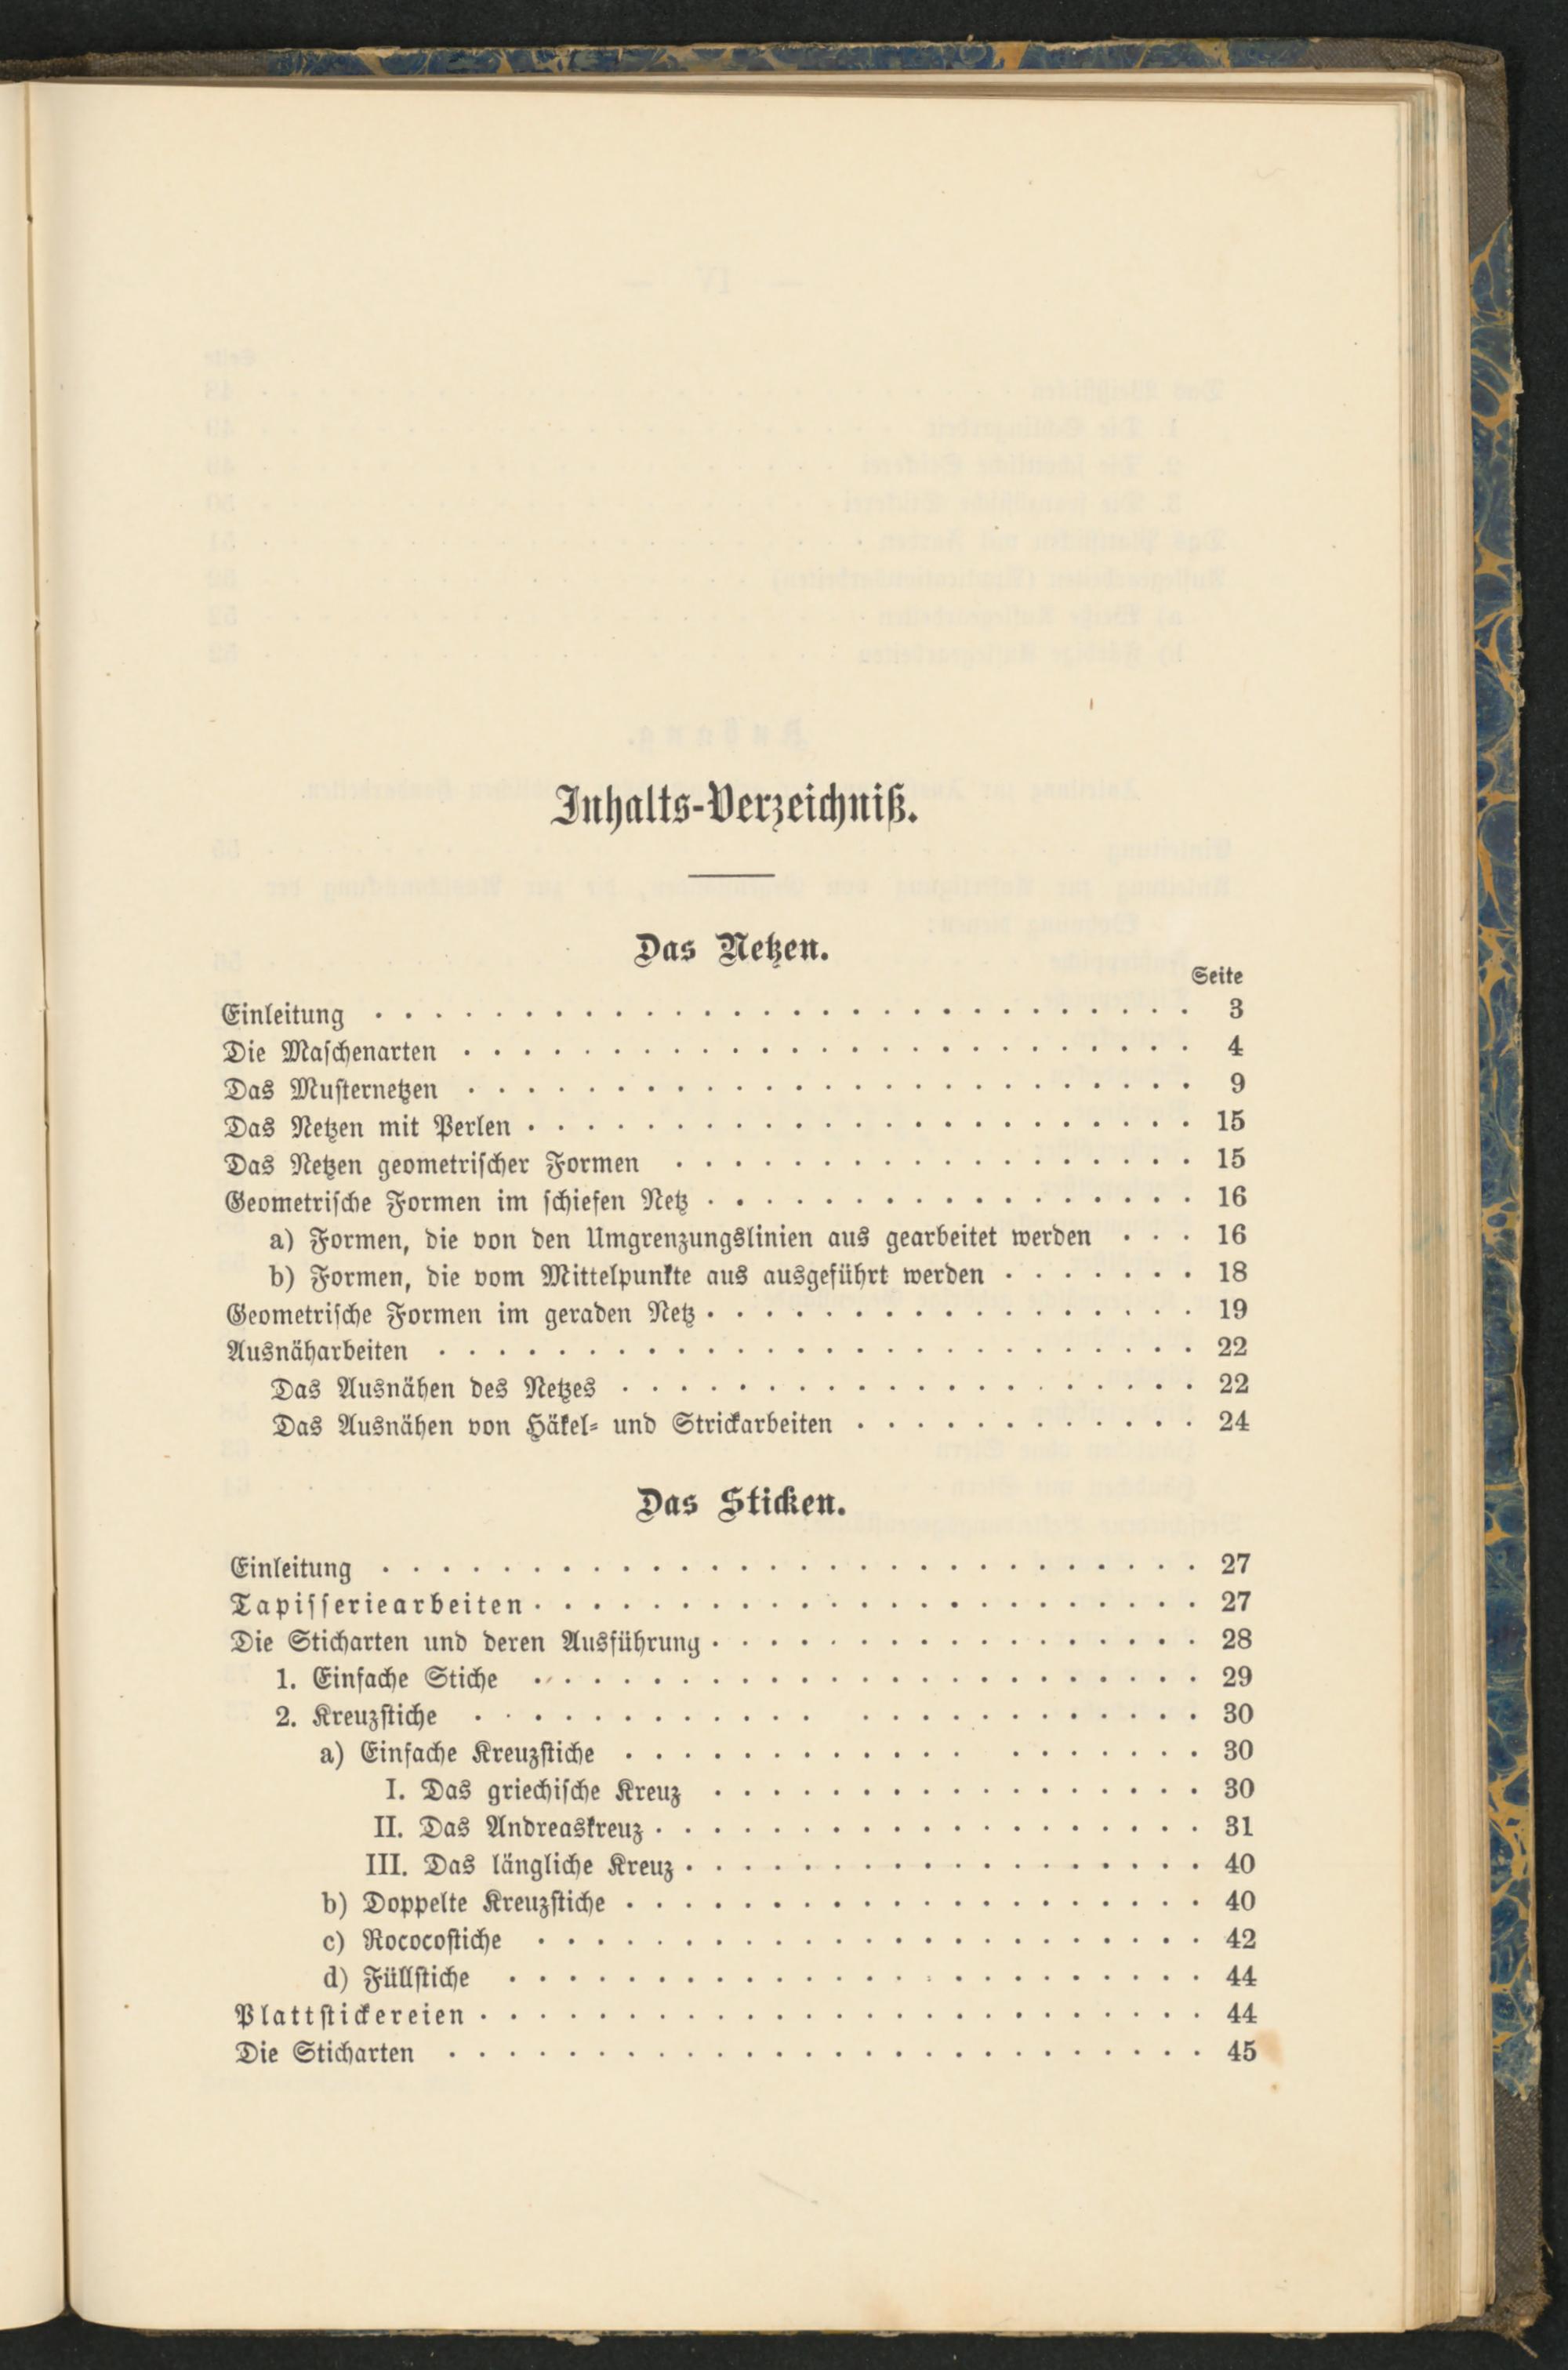 Inhalts-Verzeichniß.
Das Netzen.
Seite
Einleitung . . . . . . . . . . . . . . . . . . . . . . . . . . . . 3
Die Maſchenarten . . . . . . . . . . . . . . . . . . . . . . . . . 4
Das Muſternetzen . . . . . . . . . . . . . . . . . . . . . . . . . 9
Das Netzen mit Perlen . . . . . . . . . . . . . . . . . . . . . . . 15
Das Netzen geometriſcher Formen . . . . . . . . . . . . . . . . . . 15
Geometriſche Formen im ſchiefen Netz . . . . . . . . . . . . . . . . . 16
a) Formen, die von den Umgrenzungslinien aus gearbeitet werden . . . 16
b) Formen, die vom Mittelpunkte aus ausgeführt werden . . . . . . . 18
Geometriſche Formen im geraden Netz . . . . . . . . . . . . . . . . . 19
Ausnäharbeiten . . . . . . . . . . . . . . . . . . . . . . . . . . 22
Das Ausnähen des Netzes . . . . . . . . . . . . . . . . . . . . 22
Das Ausnähen von Häkel- und Strickarbeiten . . . . . . . . . . . . 24
Das Sticken.
Einleitung . . . . . . . . . . . . . . . . . . . . . . . . . . . . 27
Tapiſſeriearbeiten . . . . . . . . . . . . . . . . . . . . . . . 27
Die Sticharten und deren Ausführung . . . . . . . . . . . . . . . . . 28
1. Einfache Stiche . . . . . . . . . . . . . . . . . . . . . . . 29
2. Kreuzſtiche . . . . . . . . . . . . . . . . . . . . . . . . 30
a) Einfache Kreuzſtiche . . . . . . . . . . . . . . . . . . . 30
I. Das griechiſche Kreuz . . . . . . . . . . . . . . . . . 30
II. Das Andreaskreuz . . . . . . . . . . . . . . . . . . . 31
III. Das längliche Kreuz . . . . . . . . . . . . . . . . . . 40
b) Doppelte Kreuzſtiche . . . . . . . . . . . . . . . . . . . . 40
c) Rococoſtiche . . . . . . . . . . . . . . . . . . . . . . . 42
d) Füllſtiche . . . . . . . . . . . . . . . . . . . . . . . . 44
Plattſtickereien . . . . . . . . . . . . . . . . . . . . . . . . . 44
Die Sticharten . . . . . . . . . . . . . . . . . . . . . . . . . . 45